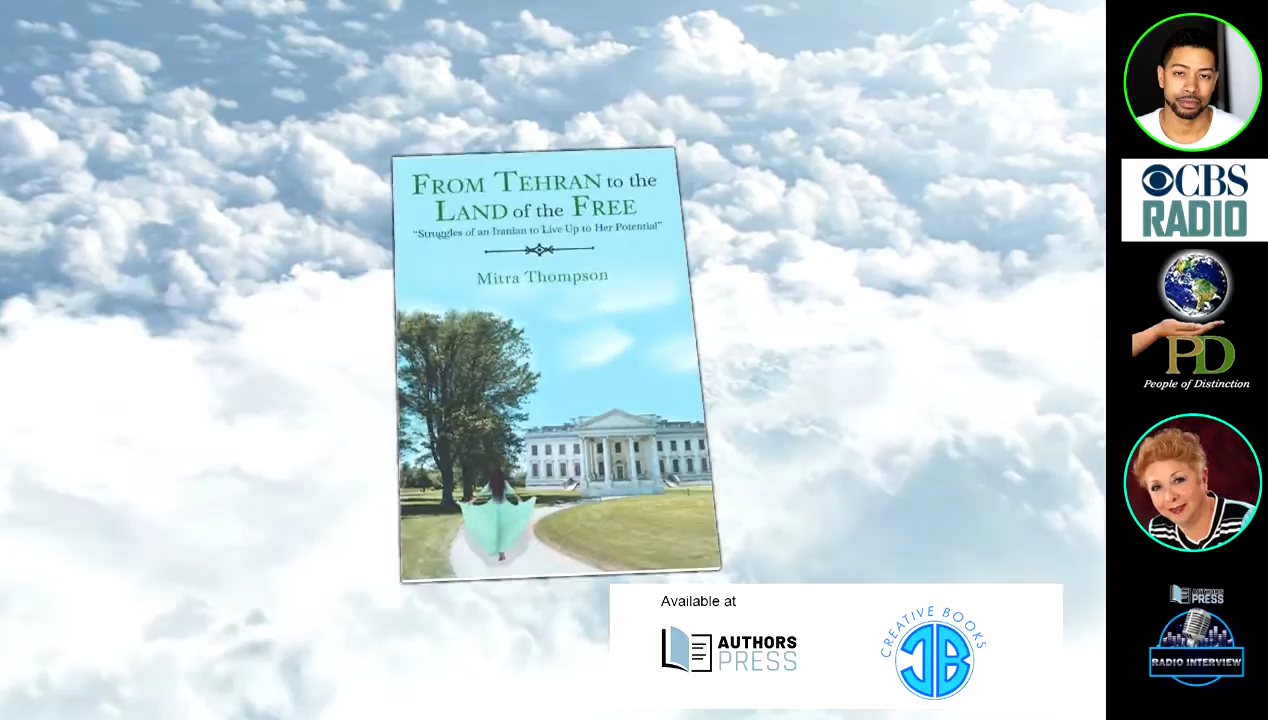 FROM TEHRAN to the
LAND of the FREE
"Struggles of an Iranian to Live Up to Her Potential"
Mitra Thompson
Available at
AUTHORS
PRESS
CREATIVE BOOKS
CB
CBS
RADIO
PD
People of Distinction
AUTHORS
PRESS
RADIO INTERVIEW